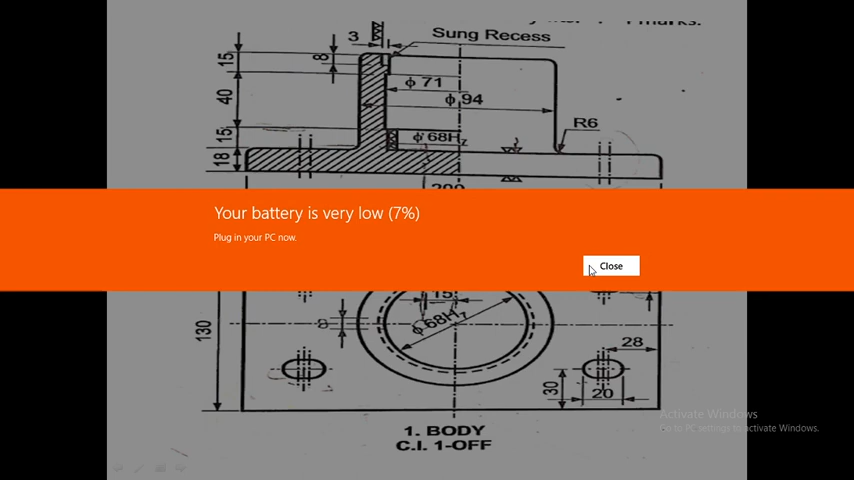 3
Sung Recess
15
8
40
15
18
ϕ 71
ϕ 94
ϕ 68H7
R6
Your battery is very low (7%)
Plug in your PC now.
Close
15
8
ϕ68H7
130
28
30
20
1. BODY
C.I. 1-OFF
Activate Windows
Go to PC settings to activate Windows.